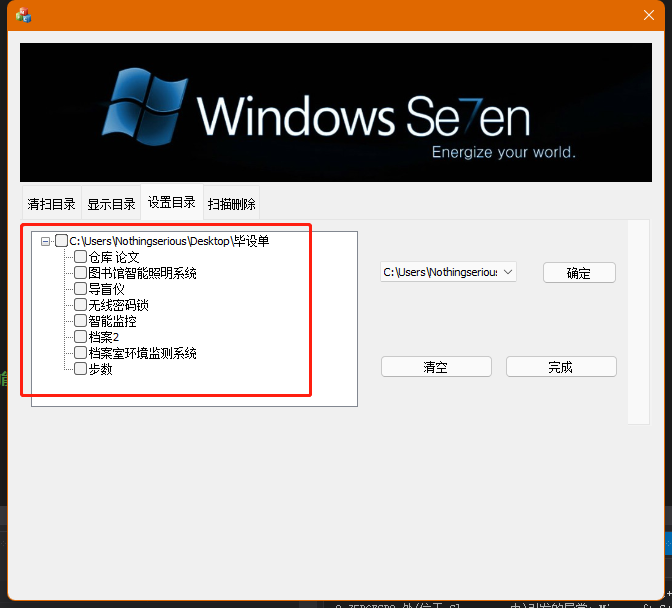 Windows Se7en
Energize your world.
清扫目录 显示目录 设置目录 扫描删除
C:\Users\Nothingserious\Desktop\毕设单
仓库 论文
图书馆智能照明系统
导盲仪
无线密码锁
智能监控
档案2
档案室环境监测系统
步数
C:\Users\Nothingseriou: 确定
清空 完成